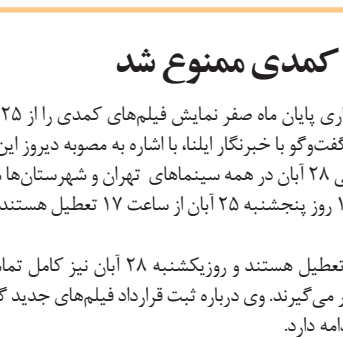 کمدی ممنوع شد
اری پایان ماه صفر نمایش فیلم‌های کمدی را از ۲۵
گفت‌وگو با خبرنگار ایلنا، با اشاره به مصوبه دیروز این
ی ۲۸ آبان در همه سینماهای تهران و شهرستان‌ها
۱ روز پنجشنبه ۲۵ آبان از ساعت ۱۷ تعطیل هستند
تعطیل هستند و روزیکشنبه ۲۸ آبان نیز کامل تما
ر می‌گیرند. وی درباره ثبت قرارداد فیلم‌های جدید گ
امه دارد.